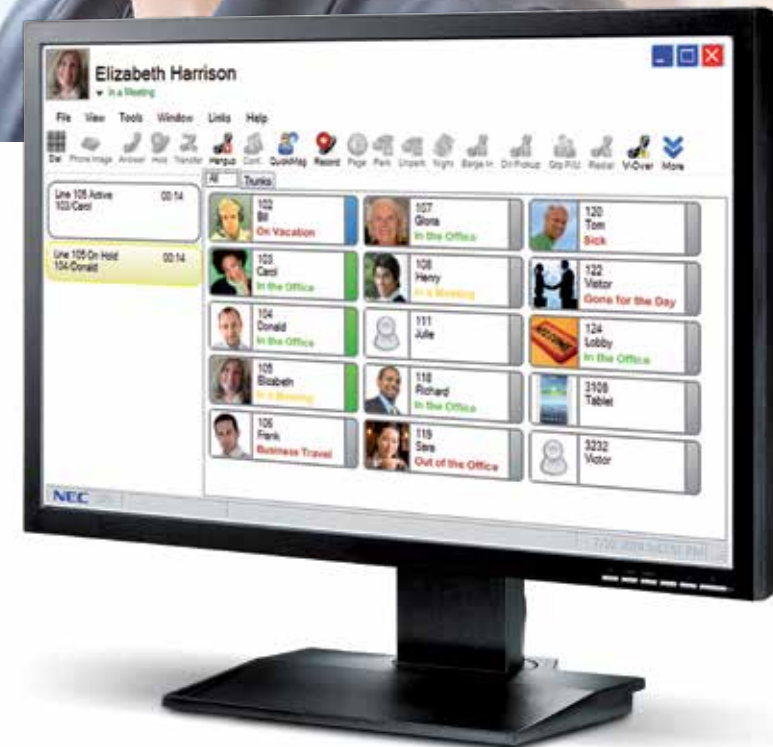 Elizabeth Harrison
In a Meeting
File View Tools Window Links Help
Dial Phone Image Answer Hold Transfer Hangup Conf. QuickMsg Record Page Park Unpark Night Barge In Dir Pickup Grp P/U Redial V-Over More
All Trunks
Line 105 Active 00:14
103/Carol
Line 105 On Hold 00:14
104/Donald
102
Bill
On Vacation
103
Carol
In the Office
104
Donald
In the Office
105
Elizabeth
In a Meeting
106
Frank
Business Travel
107
Gloria
In the Office
108
Henry
In a Meeting
111
Julie
118
Richard
In the Office
119
Sara
Out of the Office
120
Tom
Sick
122
Victor
Gone for the Day
124
Lobby
In the Office
WELCOME
3108
Tablet
3232
Victor
NEC